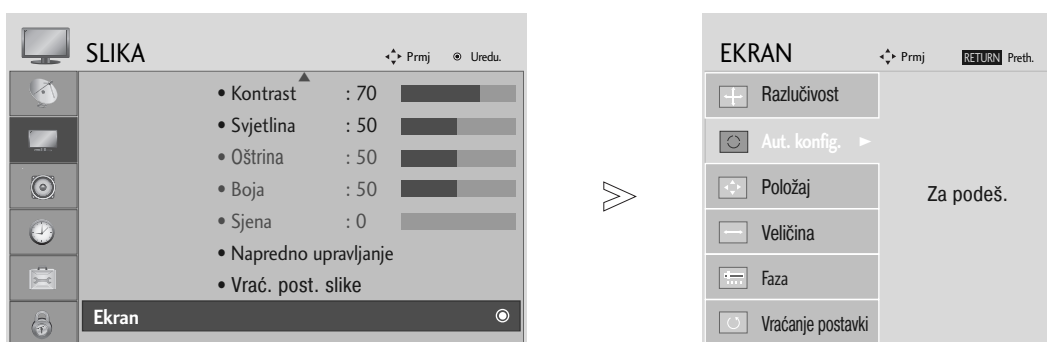 SLIKA Prmj Uredu.
• Kontrast : 70
• Svjetlina : 50
• Oštrina : 50
• Boja : 50
• Sjena : 0
• Napredno upravljanje
• Vrać. post. slike
Ekran
EKRAN Prmj RETURN Preth.
Razlučivost
Aut. konfig.
Položaj
Veličina
Faza
Vraćanje postavki
Za podeš.